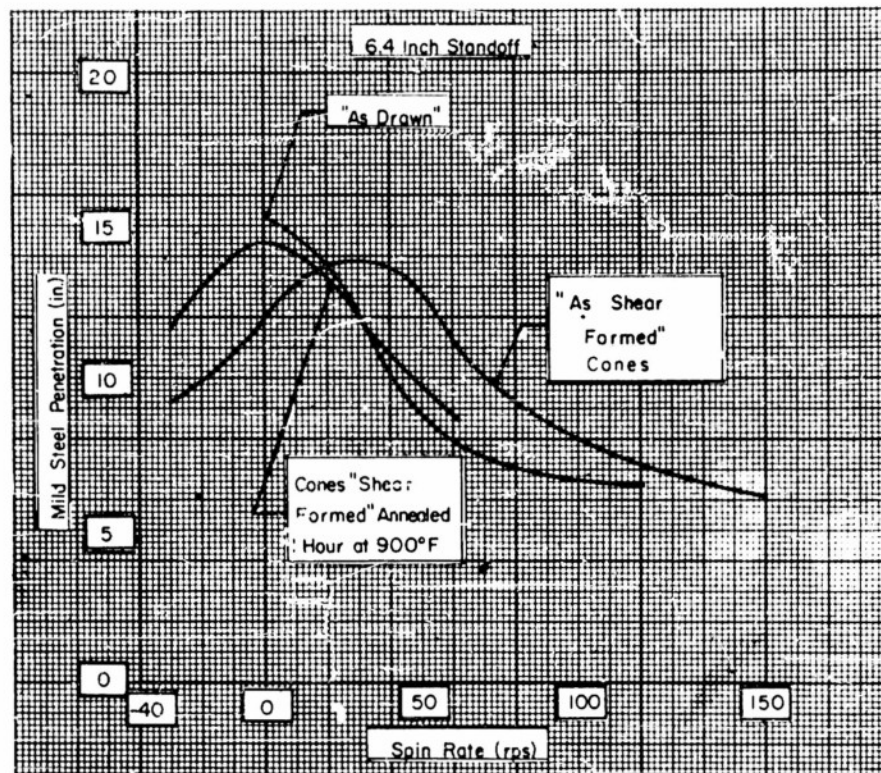 6.4 Inch Standoff
20
"As Drawn"
15
"As Shear
Formed"
Cones
Mild Steel Penetration (in.)
10
Cones "Shear
Formed" Annealed
Hour at 900°F
5
0
-40
0
50
100
150
Spin Rate (rps)